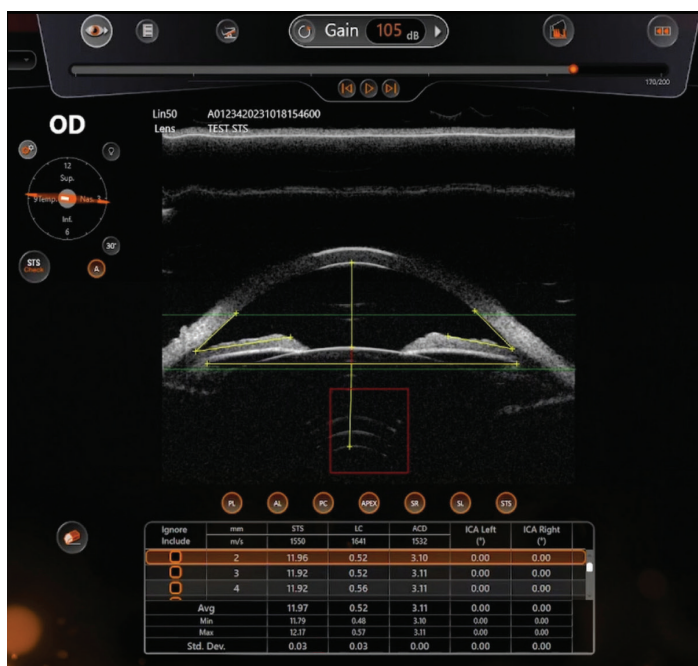 Gain 105 dB
170/200
OD
Lin50 A0123420231018154600
Lens TEST STS
12
Sup.
9 Temp. Nas. 3
Inf.
6
30°
STS
Check
A
PL AL PC APEX SR SL STS
Ignore mm STS LC ACD ICA Left ICA Right
Include m/s 1550 1641 1532 (°) (°)
2 11.96 0.52 3.10 0.00 0.00
3 11.92 0.52 3.11 0.00 0.00
4 11.92 0.56 3.11 0.00 0.00
Avg 11.97 0.52 3.11 0.00 0.00
Min 11.79 0.48 3.10 0.00 0.00
Max 12.17 0.57 3.11 0.00 0.00
Std. Dev. 0.03 0.03 0.00 0.00 0.00